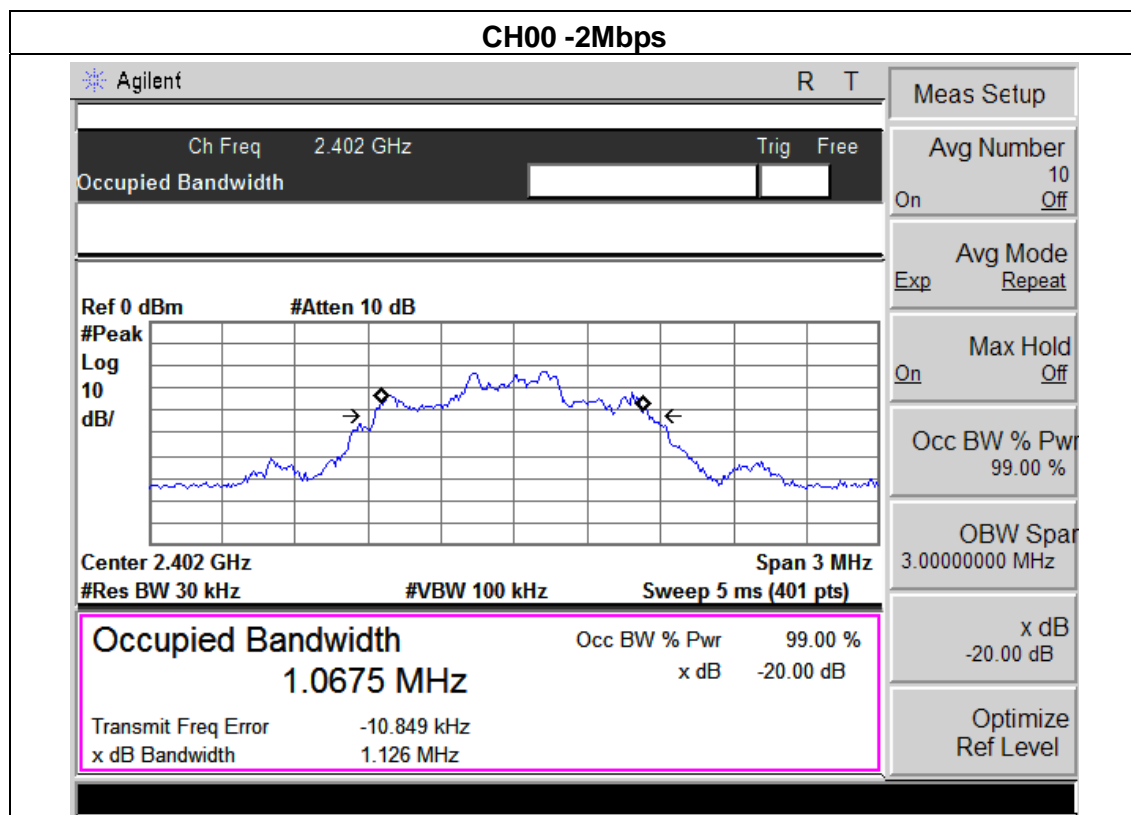 CH00 -2Mbps
Agilent R T
Ch Freq 2.402 GHz Trig Free
Occupied Bandwidth
Ref 0 dBm #Atten 10 dB
#Peak
Log
10
dB/
Center 2.402 GHz Span 3 MHz
#Res BW 30 kHz #VBW 100 kHz Sweep 5 ms (401 pts)
Occupied Bandwidth Occ BW % Pwr 99.00 %
1.0675 MHz x dB -20.00 dB
Transmit Freq Error -10.849 kHz
x dB Bandwidth 1.126 MHz
Meas Setup
Avg Number
10
On Off
Avg Mode
Exp Repeat
Max Hold
On Off
Occ BW % Pwr
99.00 %
OBW Spar
3.00000000 MHz
x dB
-20.00 dB
Optimize
Ref Level